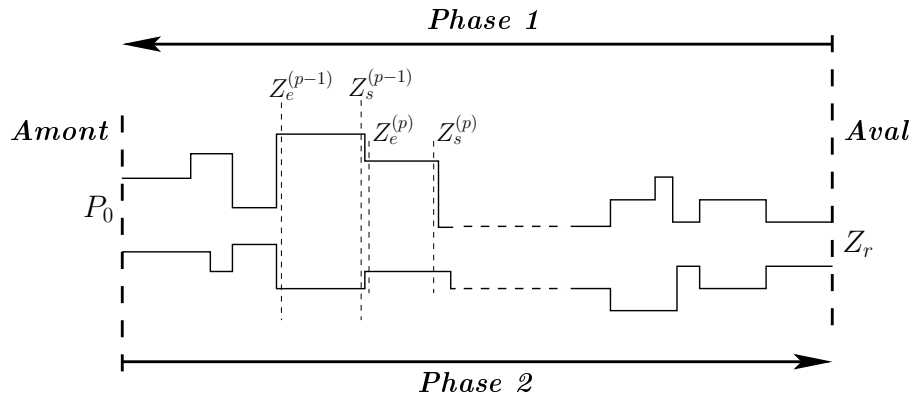 Phase 1
Z_e^{(p-1)} Z_s^{(p-1)}
Z_e^{(p)} Z_s^{(p)}
Amont Aval
P_0
Z_r
Phase 2